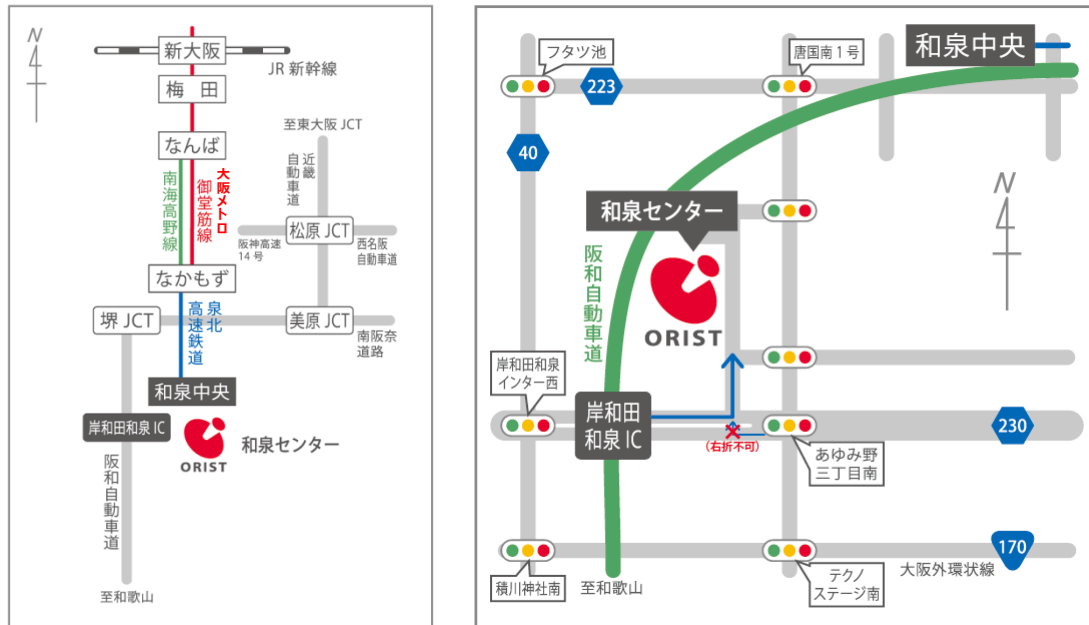 N
新大阪
JR 新幹線
梅 田
なんば
至東大阪 JCT
近畿
自動車道
南海高野線
御堂筋線
大阪メトロ
松原 JCT
阪神高速
14 号
西名阪
自動車道
なかもず
堺 JCT
泉北
高速鉄道
美原 JCT
南阪奈
道路
和泉中央
岸和田和泉 IC
和泉センター
ORIST
阪和自動車道
至和歌山
フタツ池
唐国南 1 号
和泉中央
223
40
N
和泉センター
阪和自動車道
ORIST
岸和田和泉
インター西
岸和田
和泉 IC
230
(右折不可)
あゆみ野
三丁目南
170
大阪外環状線
積川神社南
至和歌山
テクノ
ステージ南